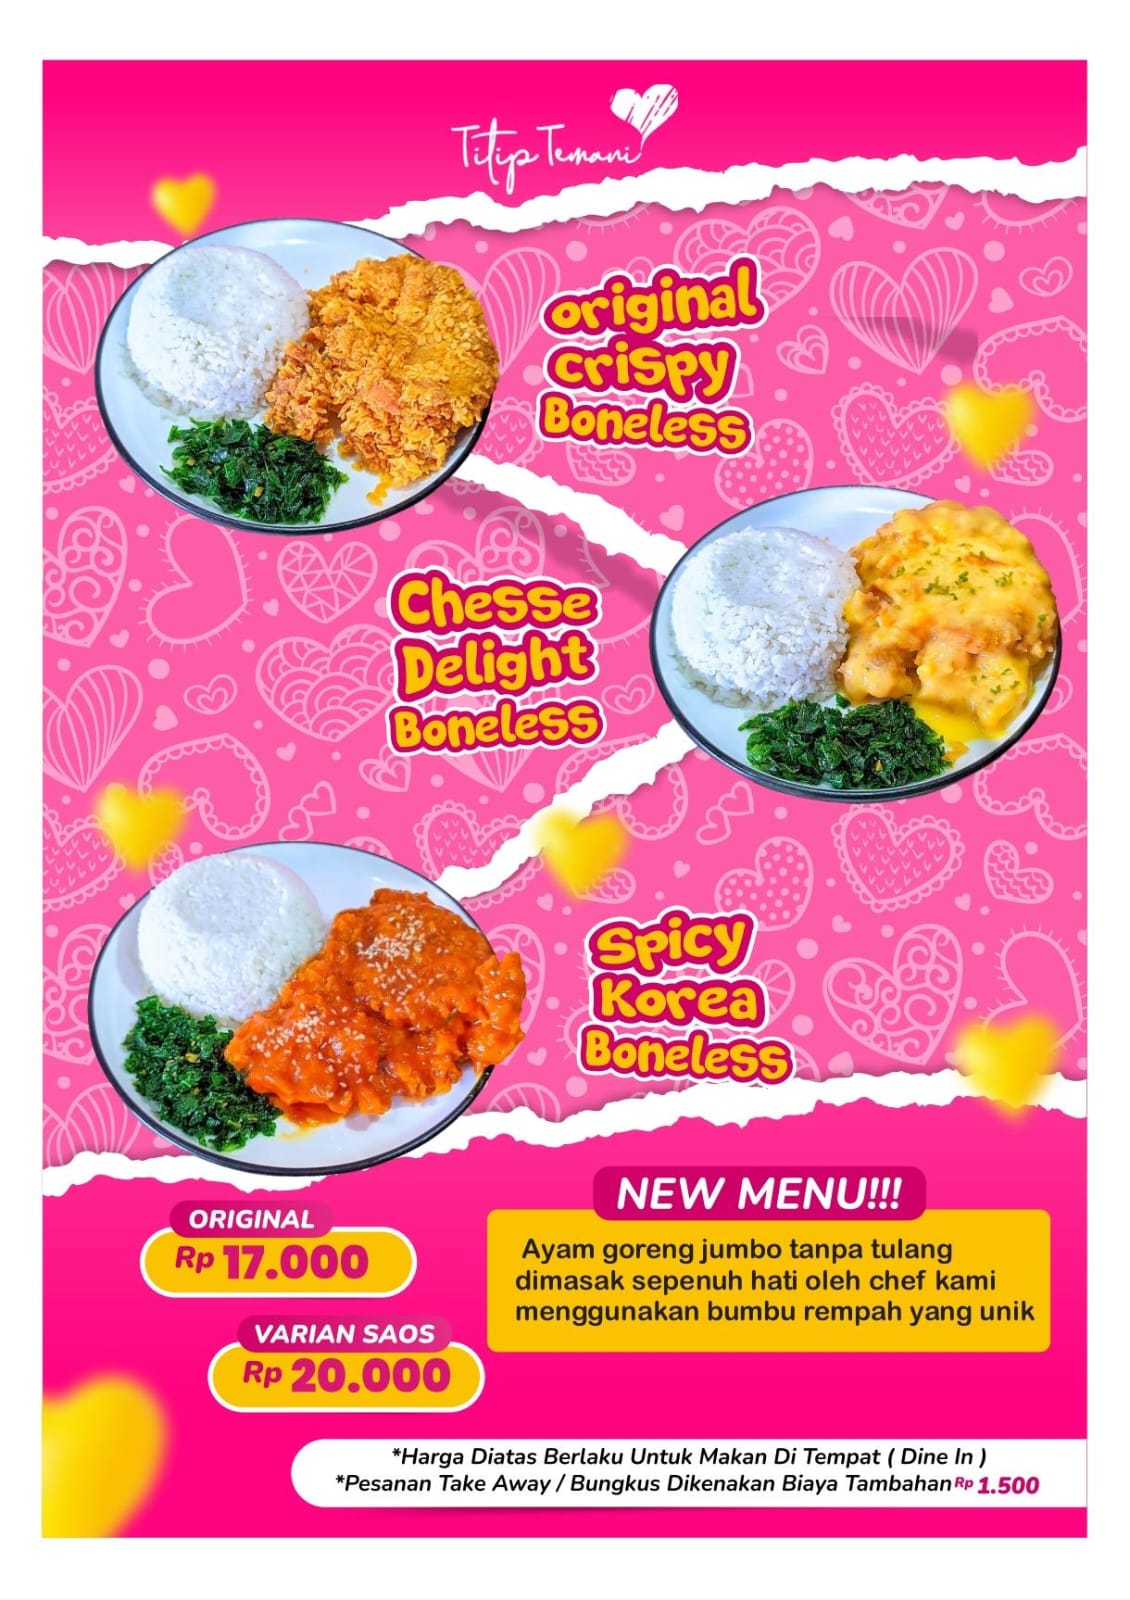 Titip Temani
original
crispy
Boneless
Chesse
Delight
Boneless
Spicy
Korea
Boneless
NEW MENU!!!
Ayam goreng jumbo tanpa tulang
dimasak sepenuh hati oleh chef kami
menggunakan bumbu rempah yang unik
ORIGINAL
Rp 17.000
VARIAN SAOS
Rp 20.000
*Harga Diatas Berlaku Untuk Makan Di Tempat ( Dine In )
*Pesanan Take Away / Bungkus Dikenakan Biaya Tambahan Rp 1.500